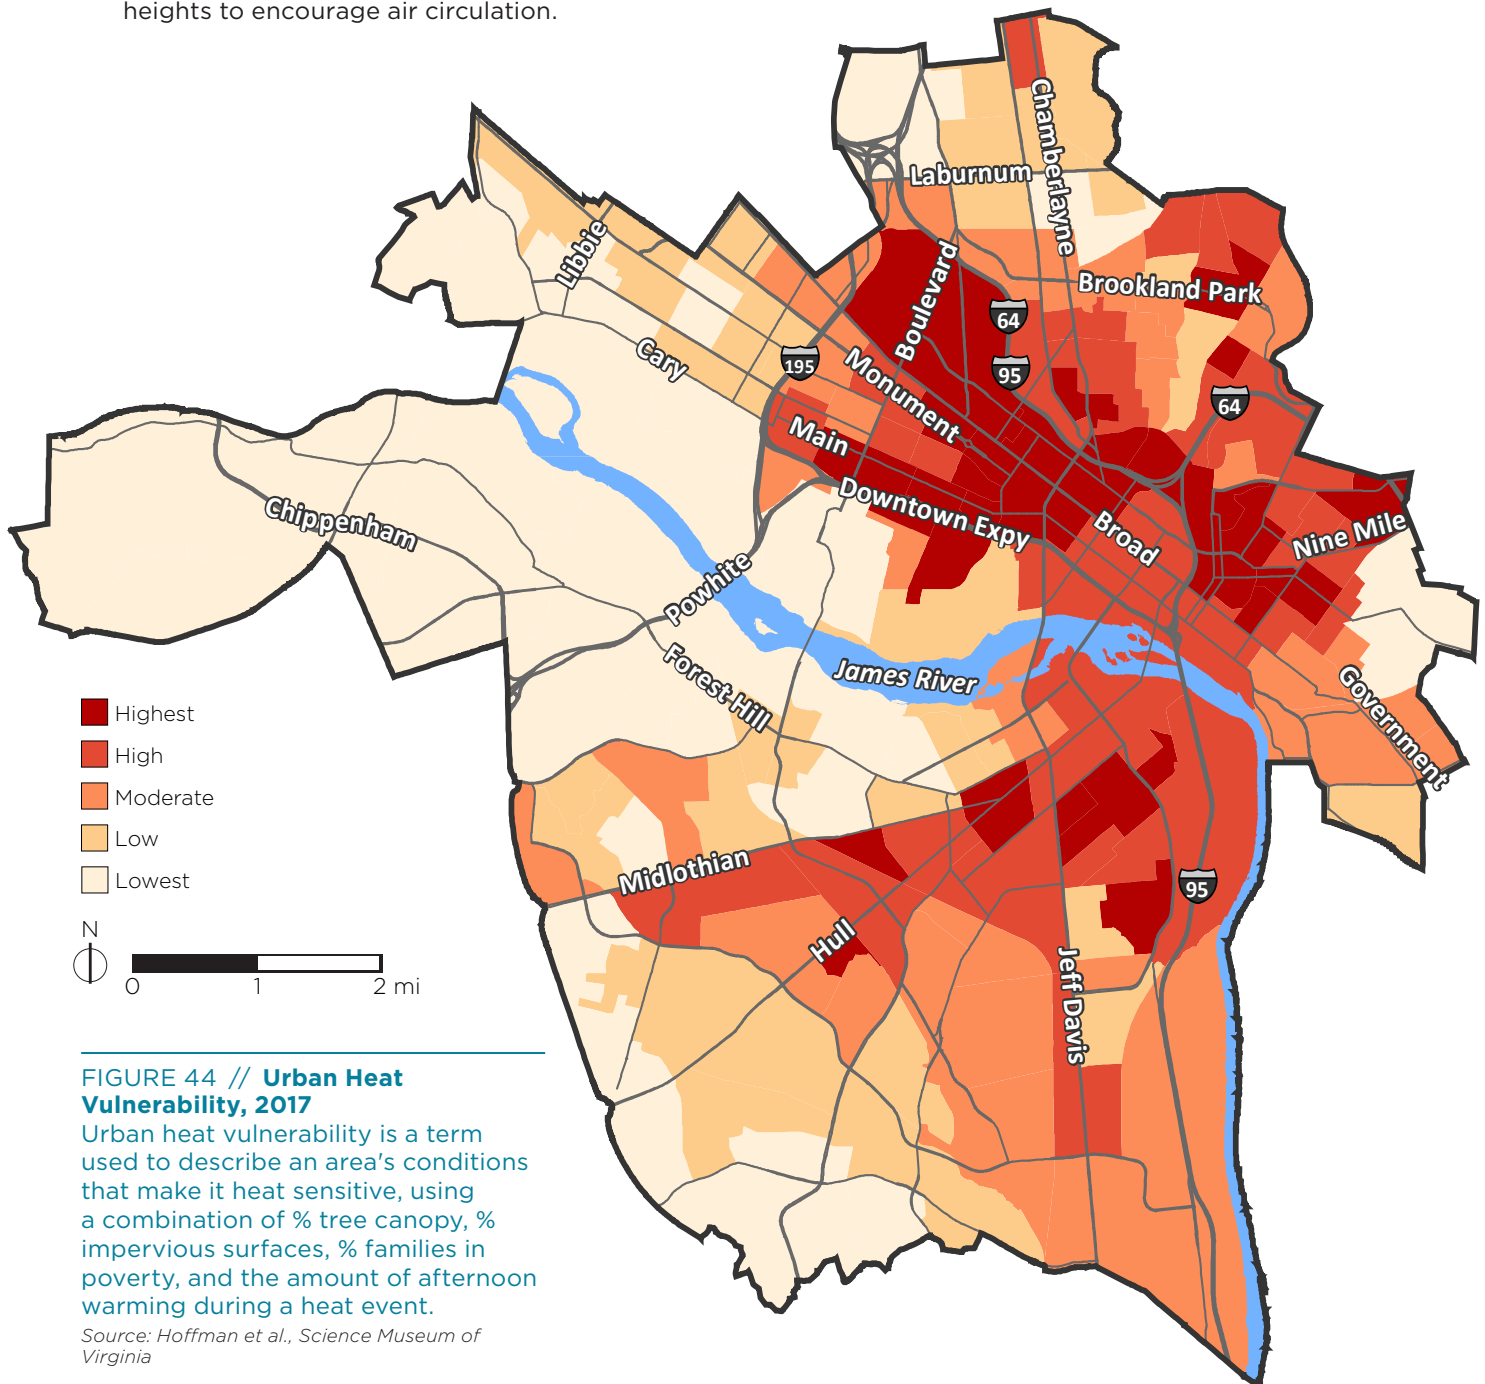 heights to encourage air circulation.
Chamberlayne
Laburnum
Libbie
Boulevard
Brookland Park
64
Cary
195
Monument
95
64
Main
Downtown Expy
Broad
Nine Mile
Chippenham
Powhite
Forest Hill
James River
Government
Highest
High
Moderate
Low
Lowest
Midlothian
95
Hull
Jeff Davis
N
0 1 2 mi
FIGURE 44 // Urban Heat
Vulnerability, 2017
Urban heat vulnerability is a term
used to describe an area's conditions
that make it heat sensitive, using
a combination of % tree canopy, %
impervious surfaces, % families in
poverty, and the amount of afternoon
warming during a heat event.
Source: Hoffman et al., Science Museum of
Virginia